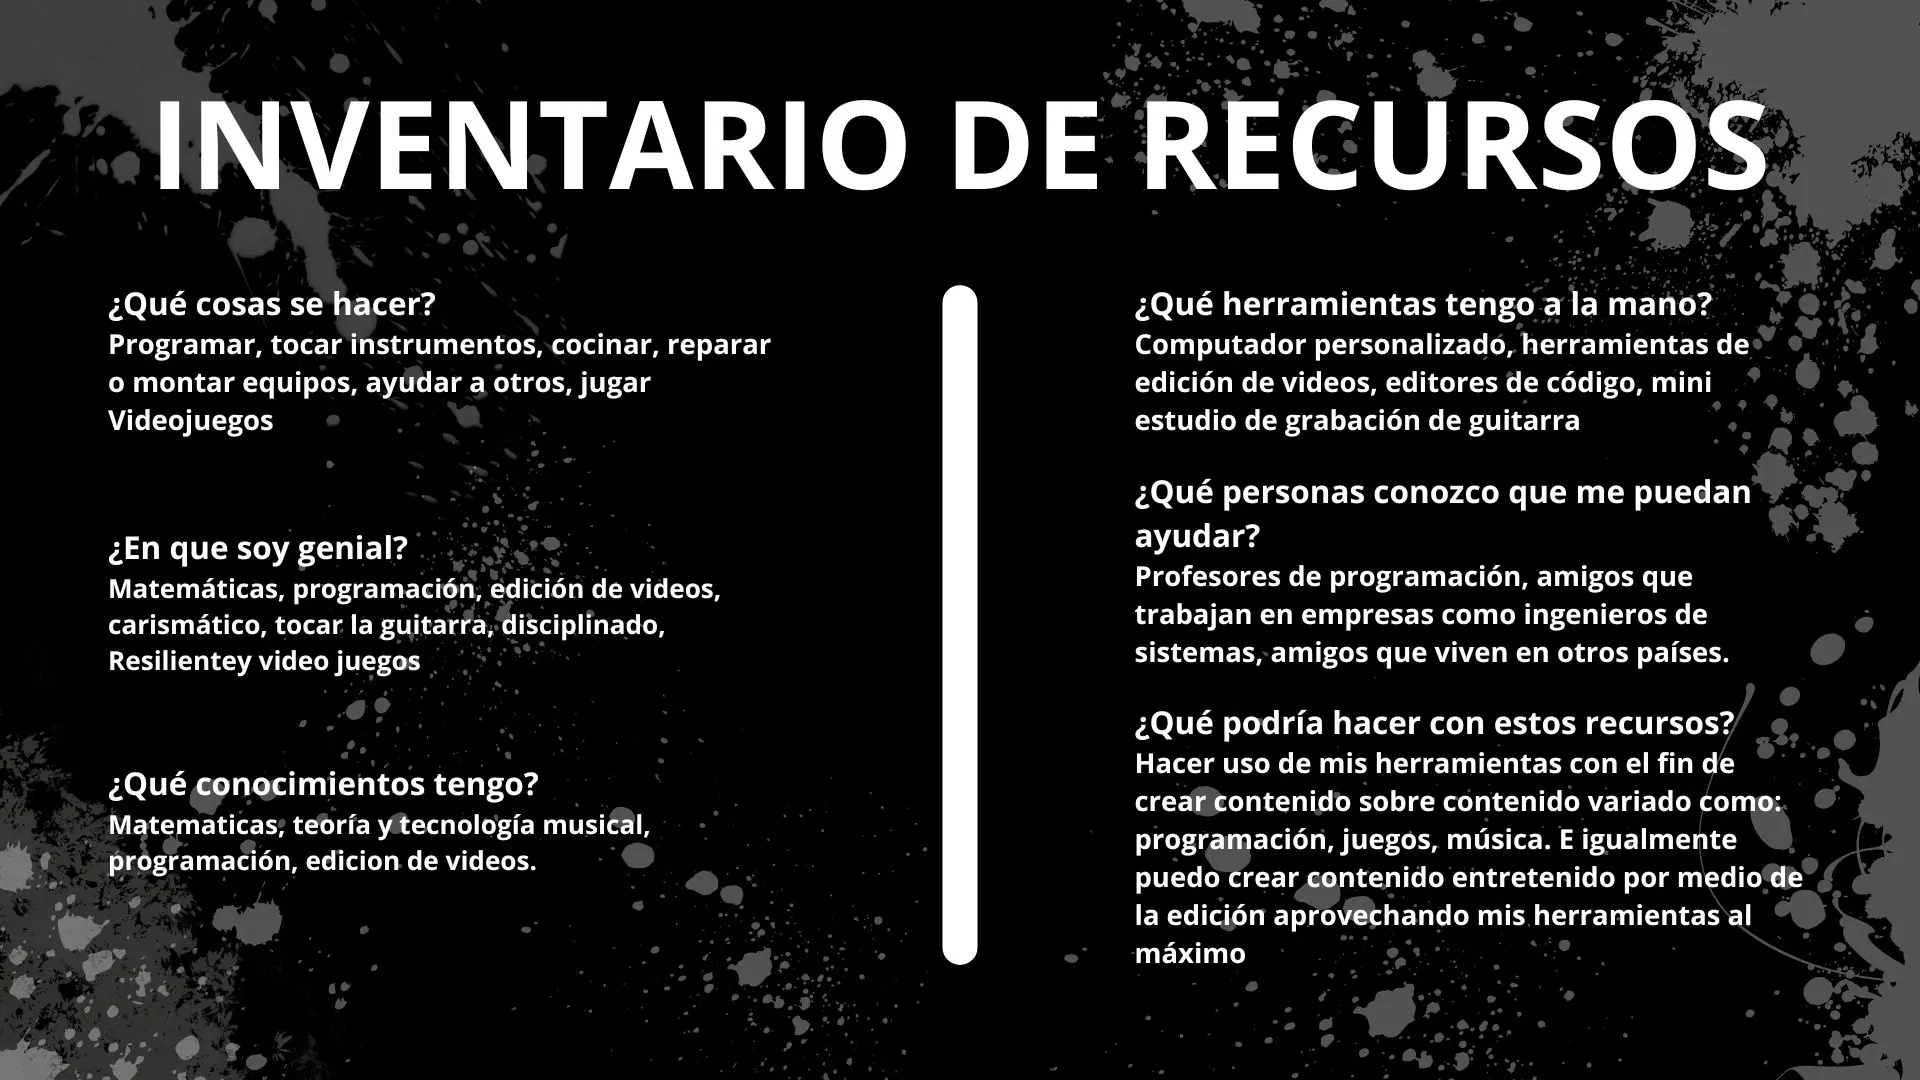 INVENTARIO DE RECURSOS
¿Qué cosas se hacer?
Programar, tocar instrumentos, cocinar, reparar
o montar equipos, ayudar a otros, jugar
Videojuegos
¿En que soy genial?
Matemáticas, programación, edición de videos,
carismático, tocar la guitarra, disciplinado,
Resilientey video juegos
¿Qué conocimientos tengo?
Matematicas, teoría y tecnología musical,
programación, edicion de videos.
¿Qué herramientas tengo a la mano?
Computador personalizado, herramientas de
edición de videos, editores de código, mini
estudio de grabación de guitarra
¿Qué personas conozco que me puedan
ayudar?
Profesores de programación, amigos que
trabajan en empresas como ingenieros de
sistemas, amigos que viven en otros países.
¿Qué podría hacer con estos recursos?
Hacer uso de mis herramientas con el fin de
crear contenido sobre contenido variado como:
programación, juegos, música. E igualmente
puedo crear contenido entretenido por medio de
la edición aprovechando mis herramientas al
máximo